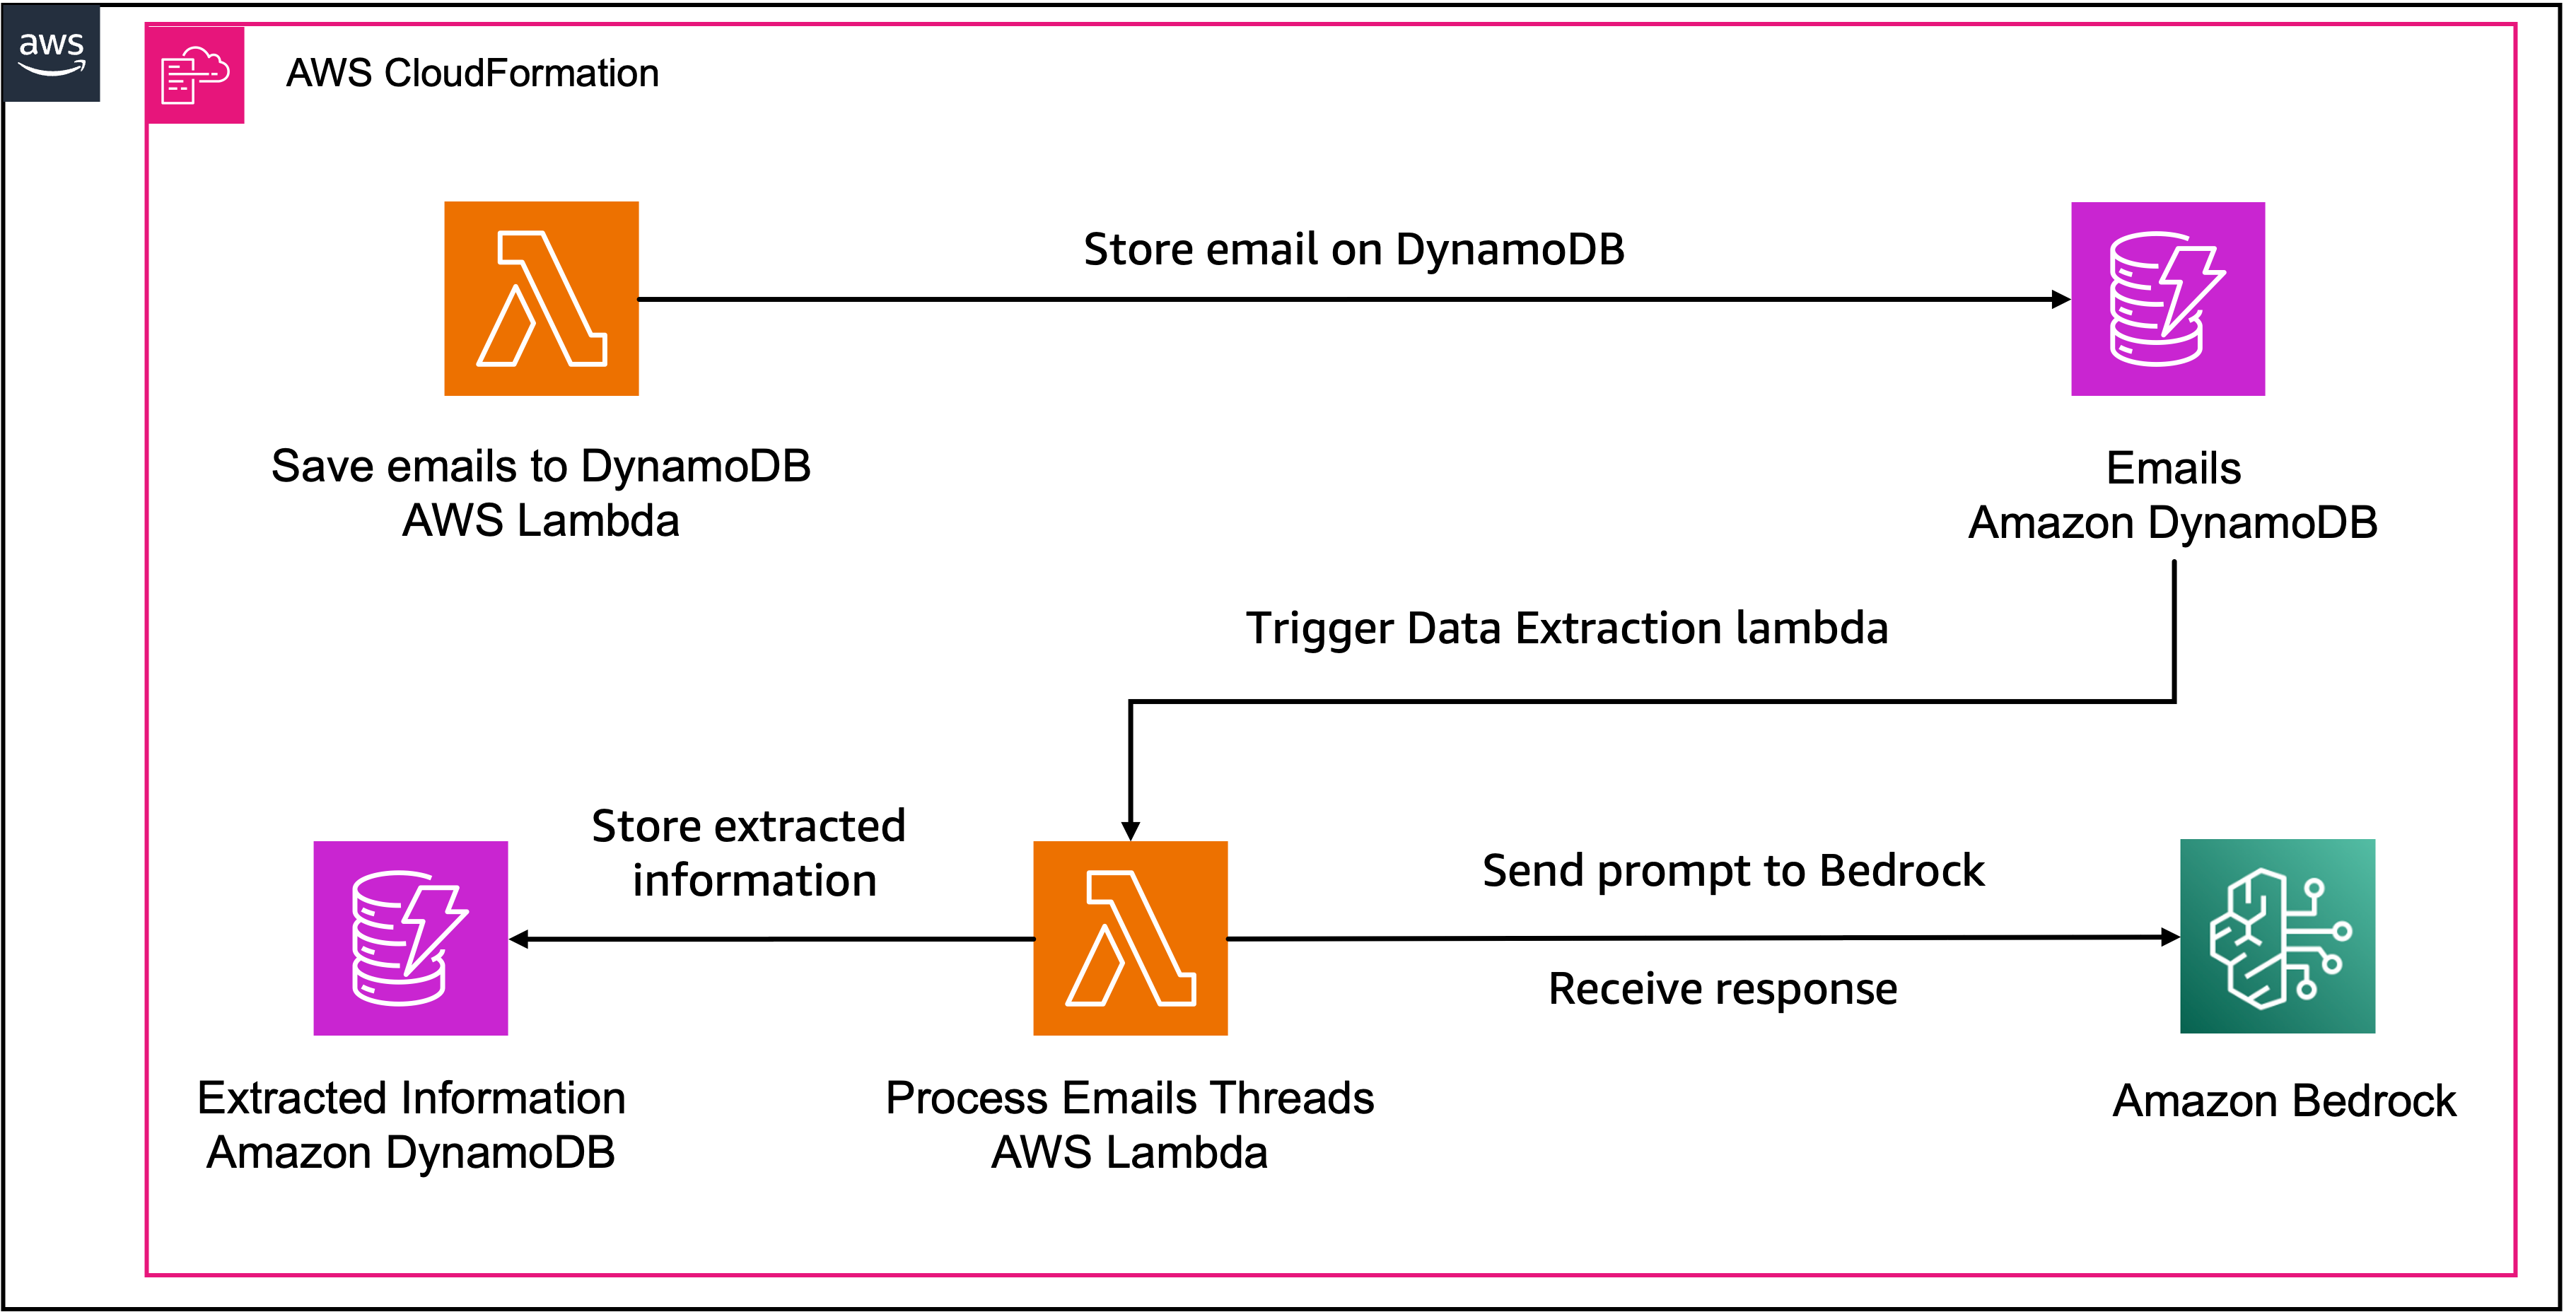 aws
AWS CloudFormation
Store email on DynamoDB
Save emails to DynamoDB
AWS Lambda
Emails
Amazon DynamoDB
Trigger Data Extraction lambda
Store extracted
information
Send prompt to Bedrock
Receive response
Extracted Information
Amazon DynamoDB
Process Emails Threads
AWS Lambda
Amazon Bedrock